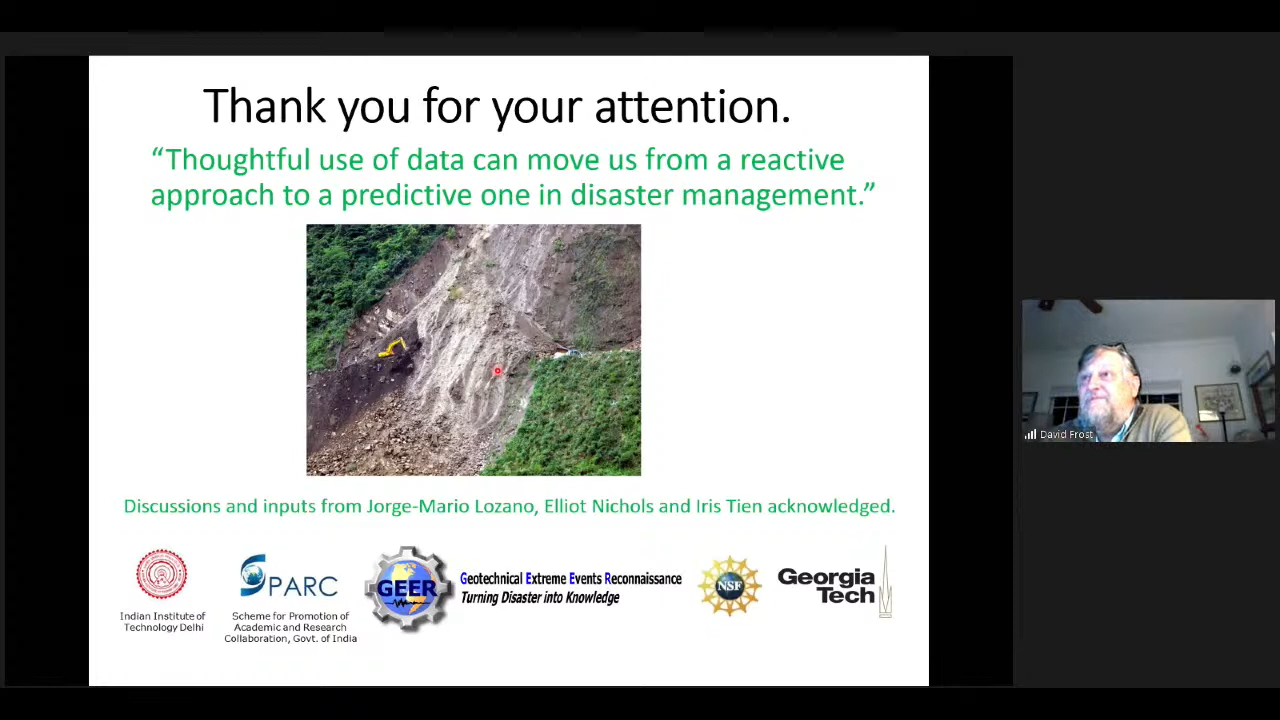 Thank you for your attention.
“Thoughtful use of data can move us from a reactive
approach to a predictive one in disaster management.”
David Frost
Discussions and inputs from Jorge-Mario Lozano, Elliot Nichols and Iris Tien acknowledged.
Indian Institute of
Technology Delhi
SPARC
Scheme for Promotion of
Academic and Research
Collaboration, Govt. of India
GEER
Geotechnical Extreme Events Reconnaissance
Turning Disaster into Knowledge
NSF
Georgia
Tech